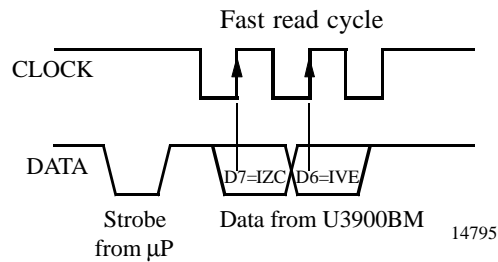 Fast read cycle
CLOCK
DATA
D7=IZC
D6=IVE
Strobe
from µP
Data from U3900BM
14795